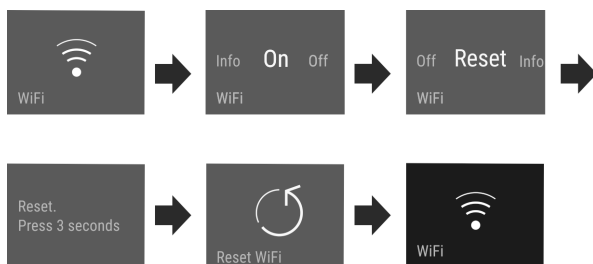 WiFi
Info On Off
WiFi
Off Reset Info
WiFi
Reset.
Press 3 seconds
Reset WiFi
WiFi